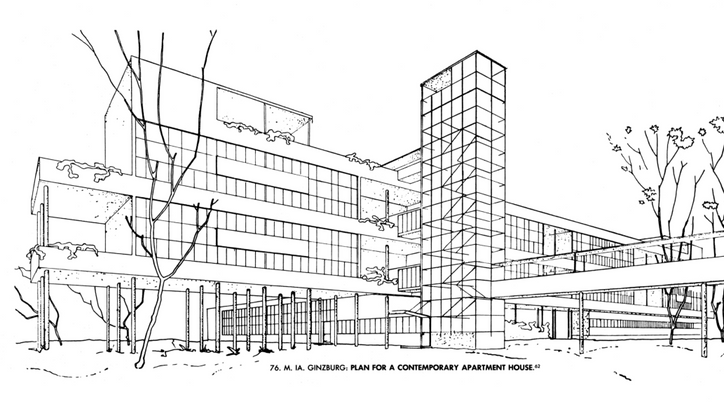 76. M. IA. GINZBURG: PLAN FOR A CONTEMPORARY APARTMENT HOUSE.⁶²